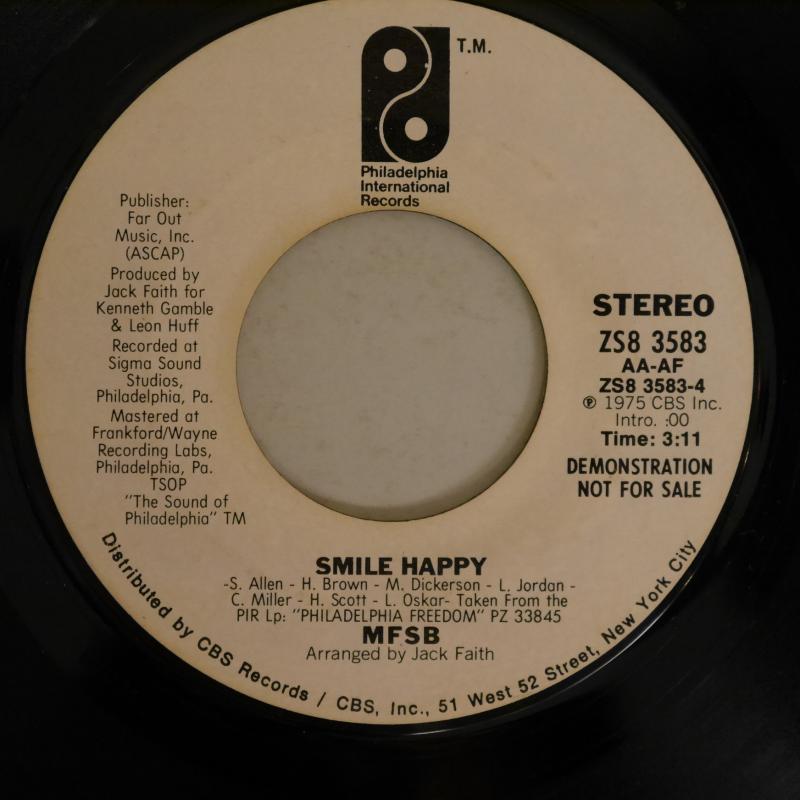 T.M.
Philadelphia
International
Records
Publisher:
Far Out
Music, Inc.
(ASCAP)
Produced by
Jack Faith for
Kenneth Gamble
& Leon Huff
Recorded at
Sigma Sound
Studios,
Philadelphia, Pa.
Mastered at
Frankford/Wayne
Recording Labs,
Philadelphia, Pa.
TSOP
"The Sound of
Philadelphia" TM
STEREO
ZS8 3583
AA-AF
ZS8 3583-4
℗ 1975 CBS Inc.
Intro. :00
Time: 3:11
DEMONSTRATION
NOT FOR SALE
SMILE HAPPY
-S. Allen - H. Brown - M. Dickerson - L. Jordan -
C. Miller - H. Scott - L. Oskar- Taken From the
PIR Lp: "PHILADELPHIA FREEDOM" PZ 33845
MFSB
Arranged by Jack Faith
Distributed by CBS Records / CBS, Inc., 51 West 52 Street, New York City